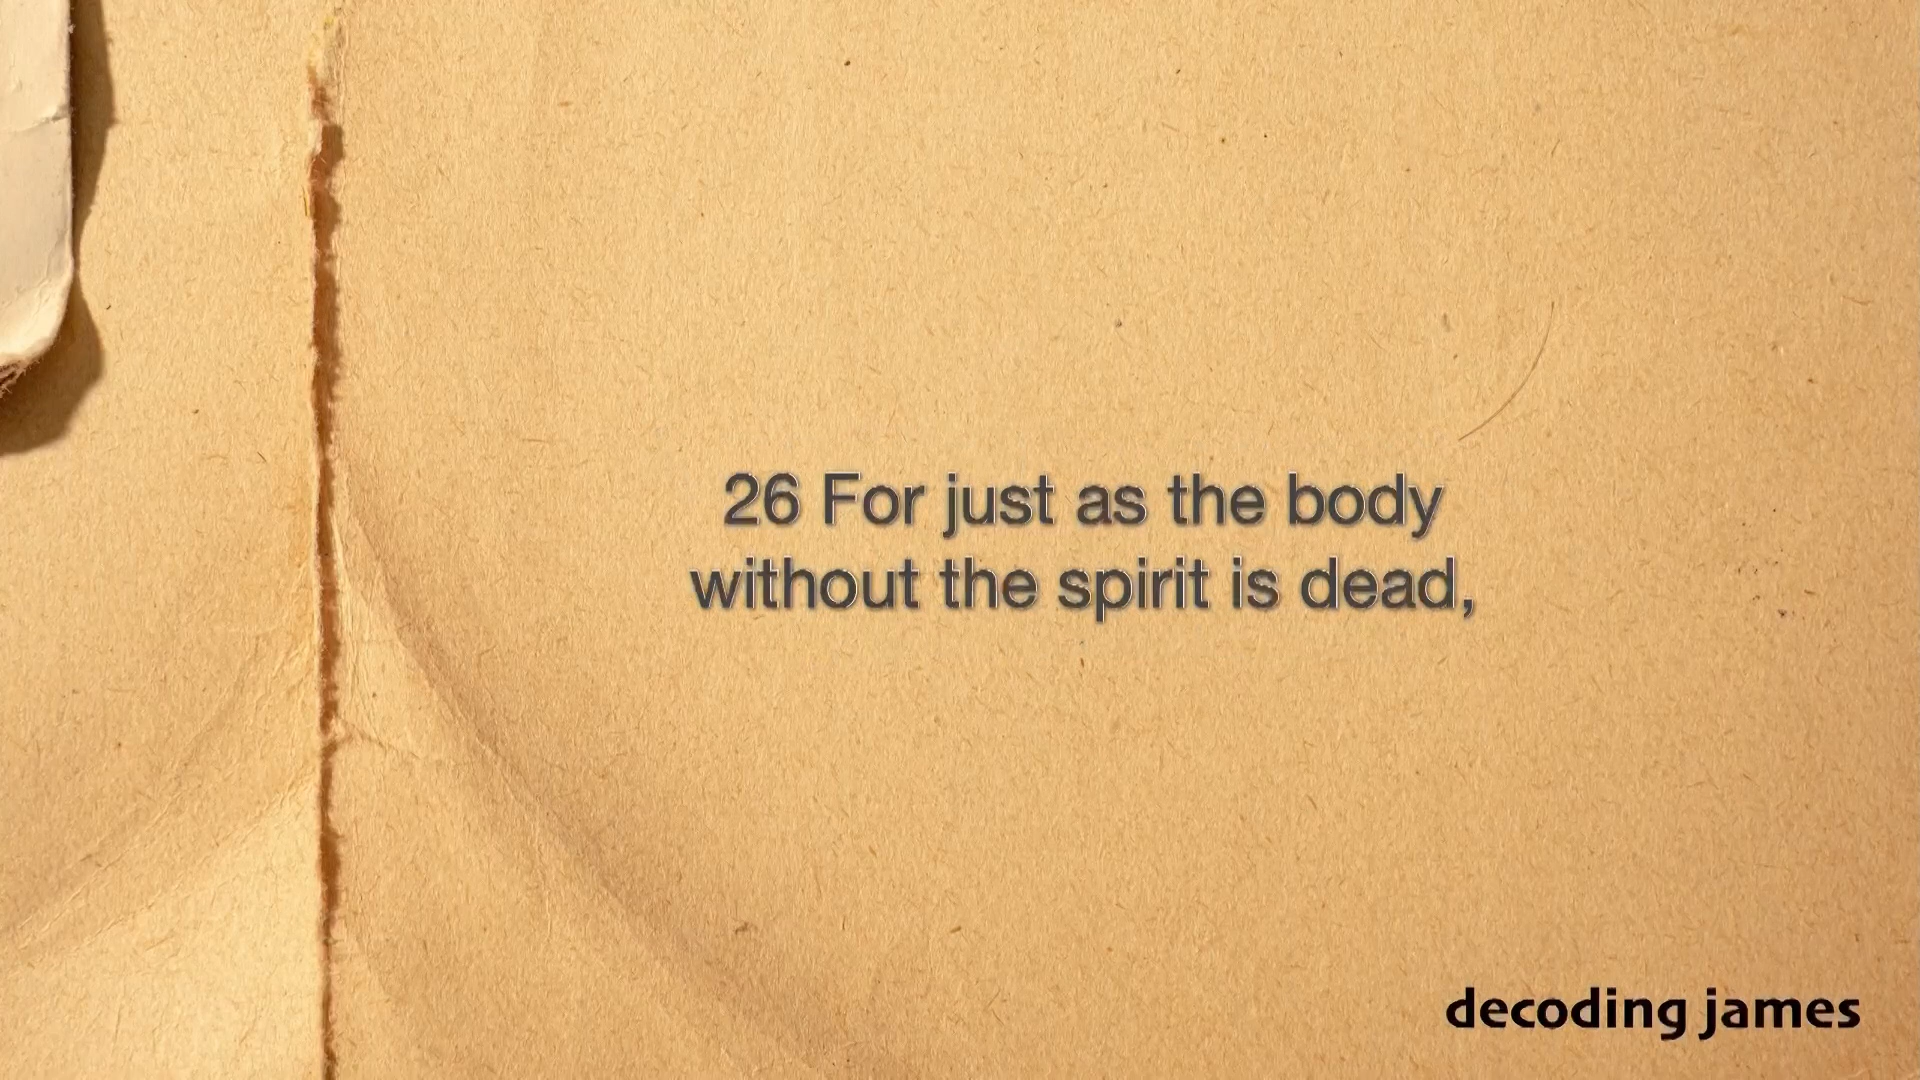 26 For just as the body
without the spirit is dead,
decoding james